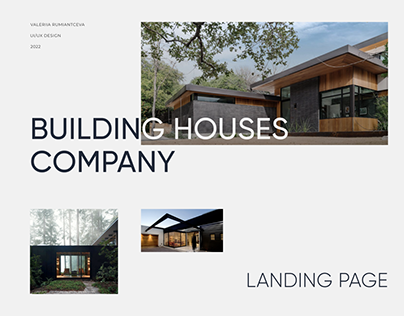 VALERIIA RUMIANTCEVA
UI/UX DESIGN
2022
BUILDING HOUSES
COMPANY
LANDING PAGE